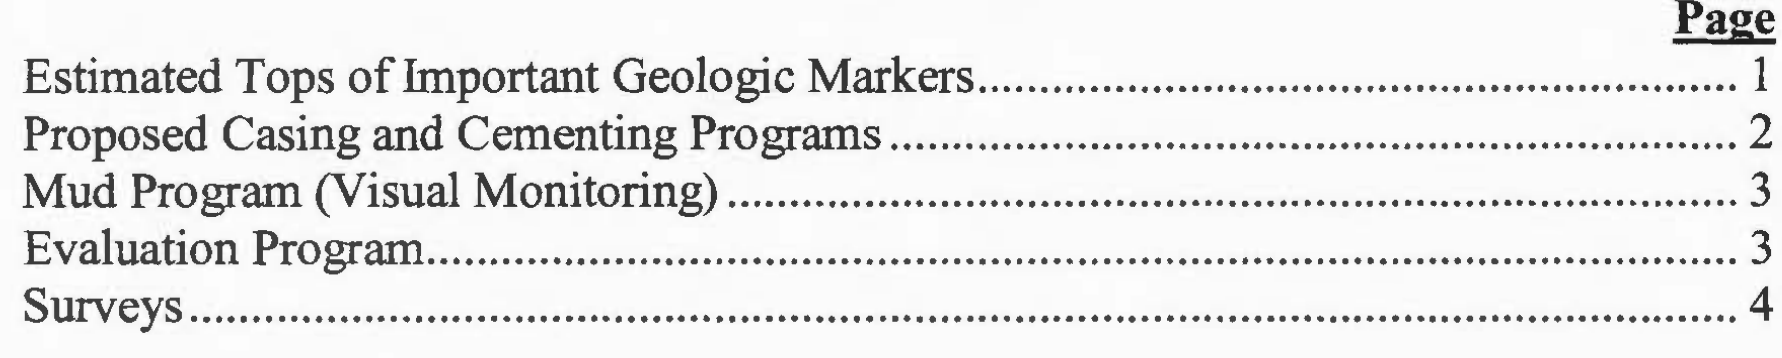 Page
Estimated Tops of Important Geologic Markers............................................................. 1
Proposed Casing and Cementing Programs.................................................................... 2
Mud Program (Visual Monitoring)................................................................................. 3
Evaluation Program......................................................................................................... 3
Surveys............................................................................................................................ 4